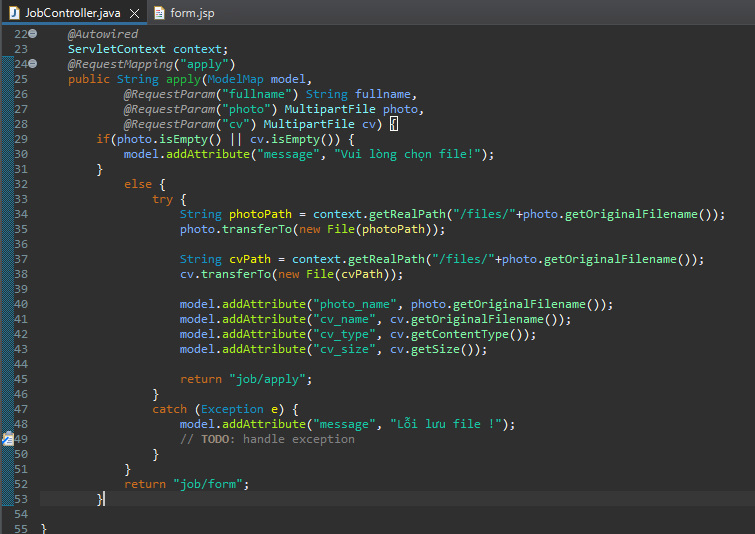 JobController.java form.jsp
22 @Autowired
23 ServletContext context;
24 @RequestMapping("apply")
25 public String apply(ModelMap model,
26 @RequestParam("fullname") String fullname,
27 @RequestParam("photo") MultipartFile photo,
28 @RequestParam("cv") MultipartFile cv) {
29 if(photo.isEmpty() || cv.isEmpty()) {
30 model.addAttribute("message", "Vui lòng chọn file!");
31 }
32 else {
33 try {
34 String photoPath = context.getRealPath("/files/"+photo.getOriginalFilename());
35 photo.transferTo(new File(photoPath));
36
37 String cvPath = context.getRealPath("/files/"+photo.getOriginalFilename());
38 cv.transferTo(new File(cvPath));
39
40 model.addAttribute("photo_name", photo.getOriginalFilename());
41 model.addAttribute("cv_name", cv.getOriginalFilename());
42 model.addAttribute("cv_type", cv.getContentType());
43 model.addAttribute("cv_size", cv.getSize());
44
45 return "job/apply";
46 }
47 catch (Exception e) {
48 model.addAttribute("message", "Lỗi lưu file !");
49 // TODO: handle exception
50 }
51 }
52 return "job/form";
53 }
54
55 }